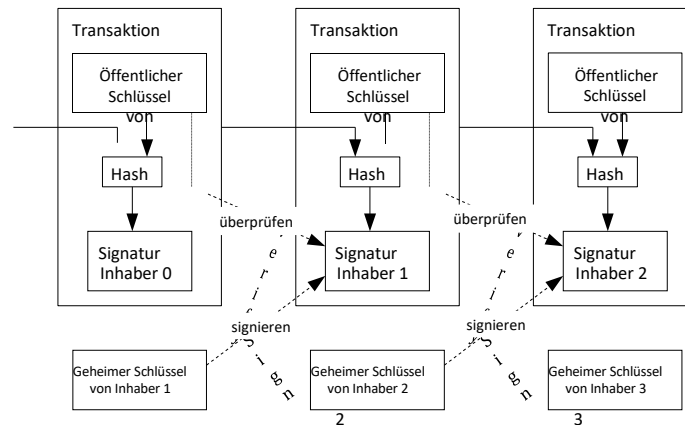 Transaktion
Öffentlicher
Schlüssel
von
Hash
Signatur
Inhaber 0
Transaktion
Öffentlicher
Schlüssel
von
Hash
Signatur
Inhaber 1
Transaktion
Öffentlicher
Schlüssel
von
Hash
Signatur
Inhaber 2
überprüfen
überprüfen
signieren
signieren
Sign
Sign
Geheimer Schlüssel
von Inhaber 1
Geheimer Schlüssel
von Inhaber 2
Geheimer Schlüssel
von Inhaber 3
2
3